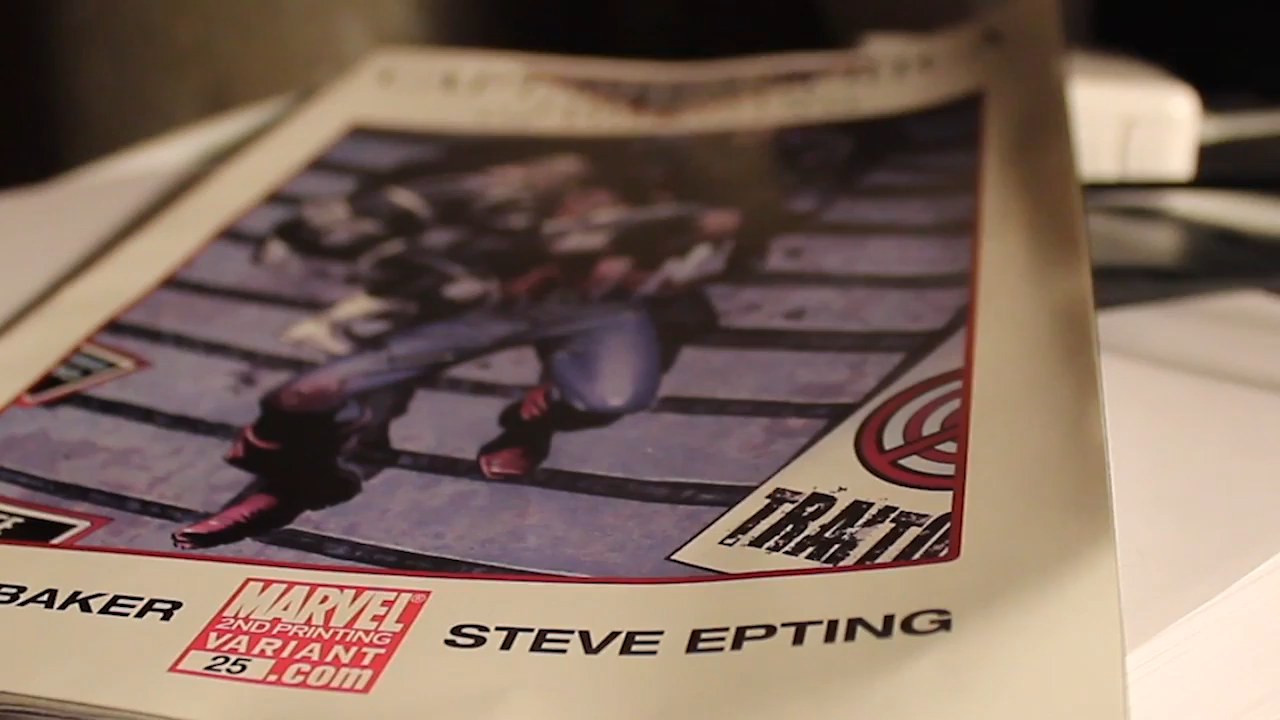 TRAITO
BAKER
MARVEL®
2ND PRINTING
VARIANT
25 .com
STEVE EPTING